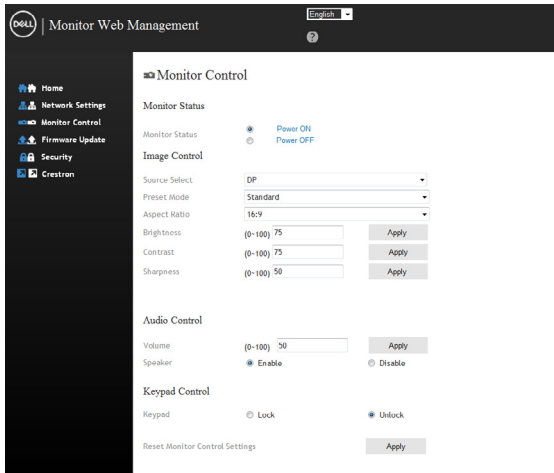 English
DELL
Monitor Web Management
?
Home
Network Settings
Monitor Control
Firmware Update
Security
Crestron
Monitor Control
Monitor Status
Monitor Status
Power ON
Power OFF
Image Control
Source Select DP
Preset Mode Standard
Aspect Ratio 16:9
Brightness (0~100) 75 Apply
Contrast (0~100) 75 Apply
Sharpness (0~100) 50 Apply
Audio Control
Volume (0~100) 50 Apply
Speaker Enable Disable
Keypad Control
Keypad Lock Unlock
Reset Monitor Control Settings Apply